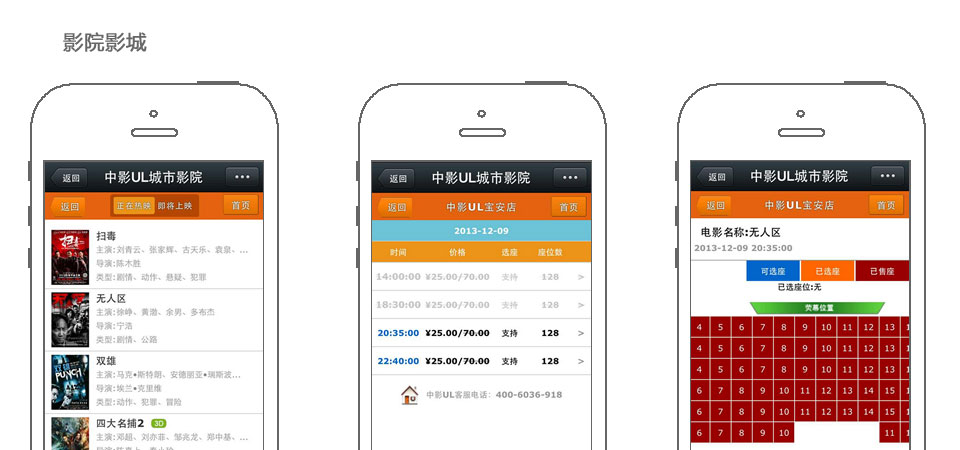 影院影城
返回 中影UL城市影院
返回 正在热映 即将上映 首页
扫毒
主演:刘青云、张家辉、古天乐、袁泉、...
导演:陈木胜
类型:剧情、动作、悬疑、犯罪
无人区
主演:徐峥、黄渤、余男、多布杰
导演:宁浩
类型:剧情、公路
双雄
主演:马克•斯特朗、安德丽亚•瑞斯波...
导演:埃兰•克里维
类型:动作、犯罪、冒险
四大名捕2 3D
主演:邓超、刘亦菲、邹兆龙、郑中基、...
返回 中影UL城市影院
返回 中影UL宝安店 首页
2013-12-09
时间 价格 选座 座位数
14:00:00 ¥25.00/70.00 支持 128 >
18:30:00 ¥25.00/70.00 支持 128 >
20:35:00 ¥25.00/70.00 支持 128 >
22:40:00 ¥25.00/70.00 支持 128 >
中影UL客服电话: 400-6036-918
返回 中影UL城市影院
返回 中影UL宝安店 首页
电影名称:无人区
2013-12-09 20:35:00
可选座 已选座 已售座
已选座位:无
荧幕位置
4 5 6 7 8 9 10 11 12 13
4 5 6 7 8 9 10 11 12 13
4 5 6 7 8 9 10 11 12 13
6 5 6 7 8 9 10 11 12 13
6 5 6 7 8 9 10 11 12 13
6 7 8 9 10 11